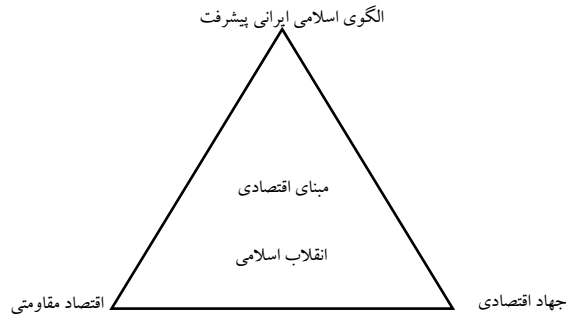 الگوی اسلامی ایرانی پیشرفت
مبنای اقتصادی
انقلاب اسلامی
جهاد اقتصادی
اقتصاد مقاومتی